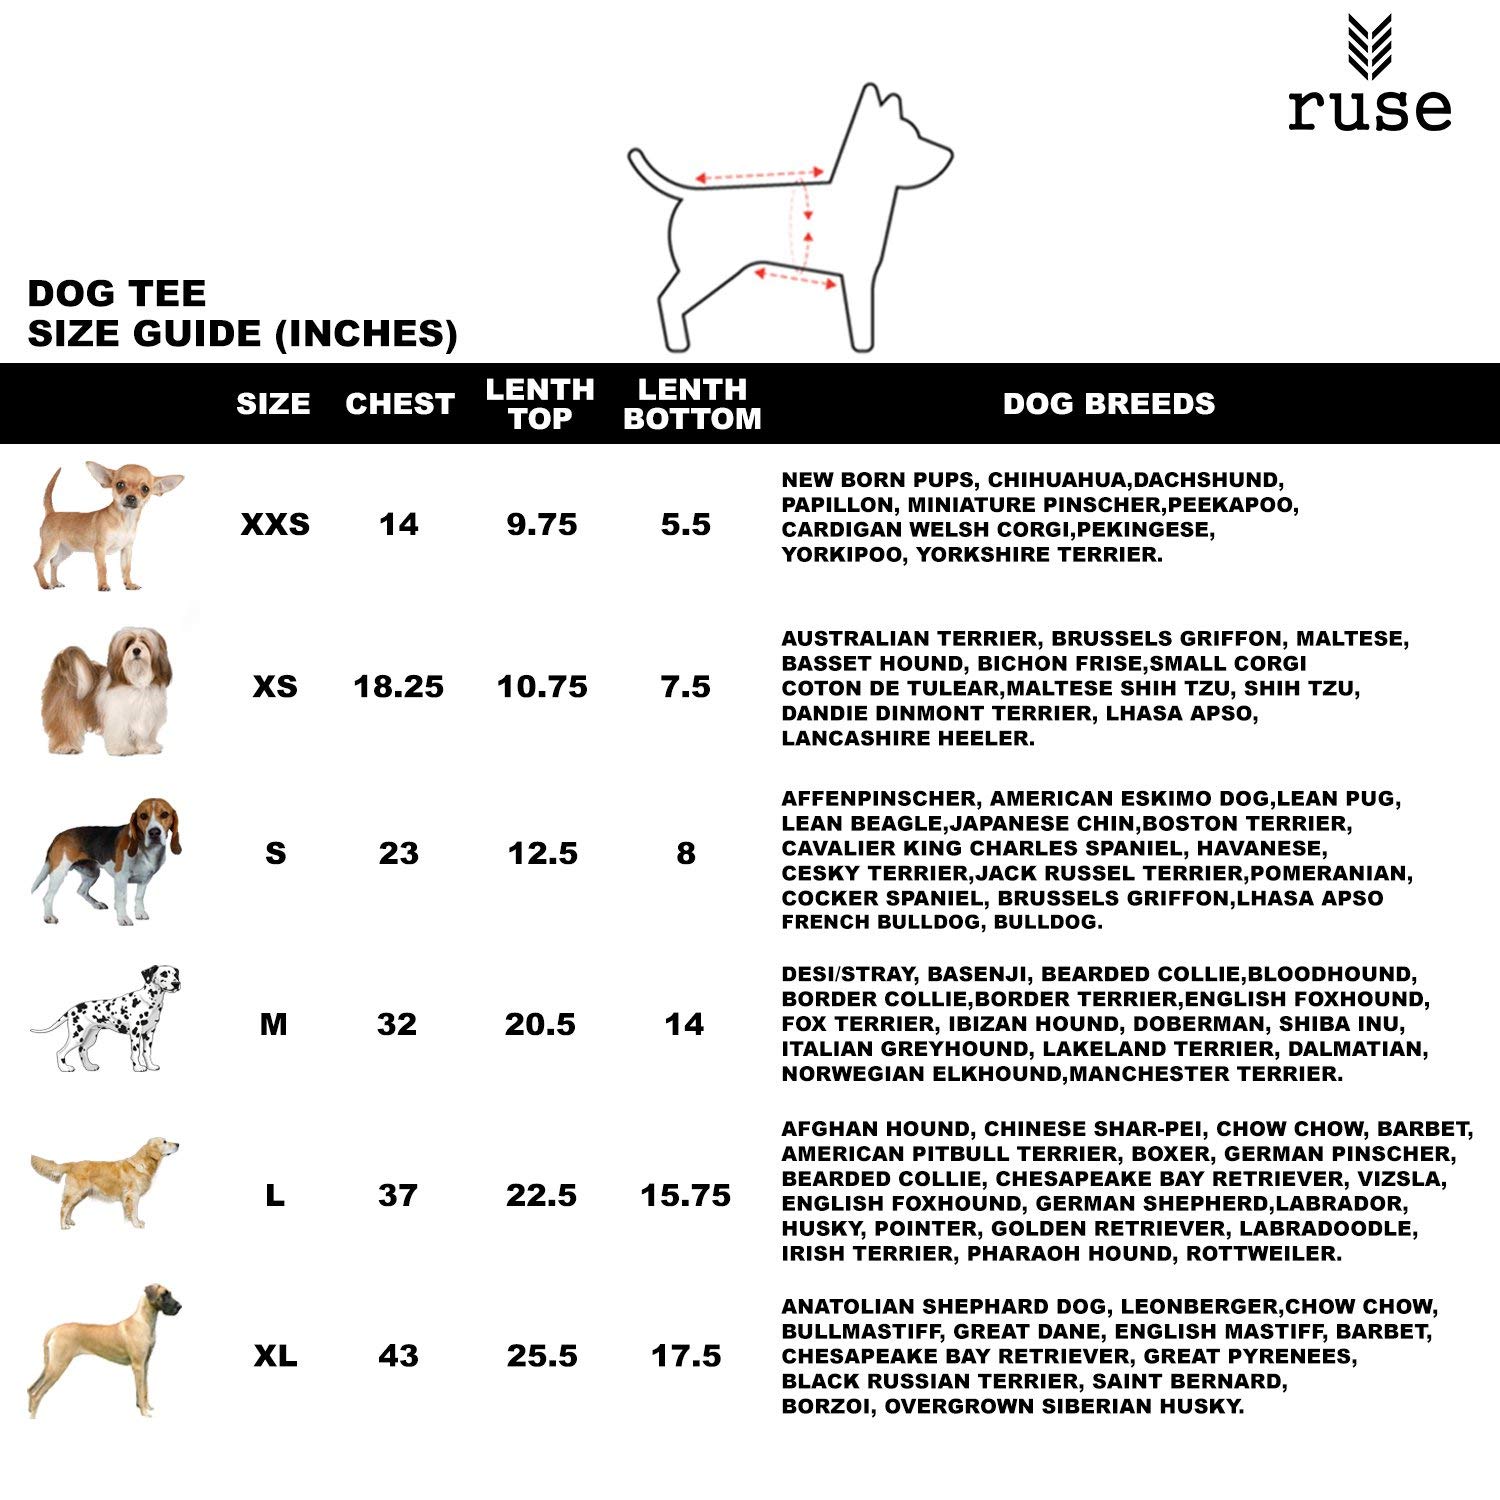 ruse
DOG TEE
SIZE GUIDE (INCHES)
SIZE CHEST LENTH TOP LENTH BOTTOM DOG BREEDS
XXS 14 9.75 5.5
NEW BORN PUPS, CHIHUAHUA,DACHSHUND,
PAPILLON, MINIATURE PINSCHER,PEEKAPOO,
CARDIGAN WELSH CORGI,PEKINGESE,
YORKIPOO, YORKSHIRE TERRIER.
XS 18.25 10.75 7.5
AUSTRALIAN TERRIER, BRUSSELS GRIFFON, MALTESE,
BASSET HOUND, BICHON FRISE,SMALL CORGI
COTON DE TULEAR,MALTESE SHIH TZU, SHIH TZU,
DANDIE DINMONT TERRIER, LHASA APSO,
LANCASHIRE HEELER.
S 23 12.5 8
AFFENPINSCHER, AMERICAN ESKIMO DOG,LEAN PUG,
LEAN BEAGLE,JAPANESE CHIN,BOSTON TERRIER,
CAVALIER KING CHARLES SPANIEL, HAVANESE,
CESKY TERRIER,JACK RUSSEL TERRIER,POMERANIAN,
COCKER SPANIEL, BRUSSELS GRIFFON,LHASA APSO
FRENCH BULLDOG, BULLDOG.
M 32 20.5 14
DESI/STRAY, BASENJI, BEARDED COLLIE,BLOODHOUND,
BORDER COLLIE,BORDER TERRIER,ENGLISH FOXHOUND,
FOX TERRIER, IBIZAN HOUND, DOBERMAN, SHIBA INU,
ITALIAN GREYHOUND, LAKELAND TERRIER, DALMATIAN,
NORWEGIAN ELKHOUND,MANCHESTER TERRIER.
L 37 22.5 15.75
AFGHAN HOUND, CHINESE SHAR-PEI, CHOW CHOW, BARBET,
AMERICAN PITBULL TERRIER, BOXER, GERMAN PINSCHER,
BEARDED COLLIE, CHESAPEAKE BAY RETRIEVER, VIZSLA,
ENGLISH FOXHOUND, GERMAN SHEPHERD,LABRADOR,
HUSKY, POINTER, GOLDEN RETRIEVER, LABRADOODLE,
IRISH TERRIER, PHARAOH HOUND, ROTTWEILER.
XL 43 25.5 17.5
ANATOLIAN SHEPHARD DOG, LEONBERGER,CHOW CHOW,
BULLMASTIFF, GREAT DANE, ENGLISH MASTIFF, BARBET,
CHESAPEAKE BAY RETRIEVER, GREAT PYRENEES,
BLACK RUSSIAN TERRIER, SAINT BERNARD,
BORZOI, OVERGROWN SIBERIAN HUSKY.